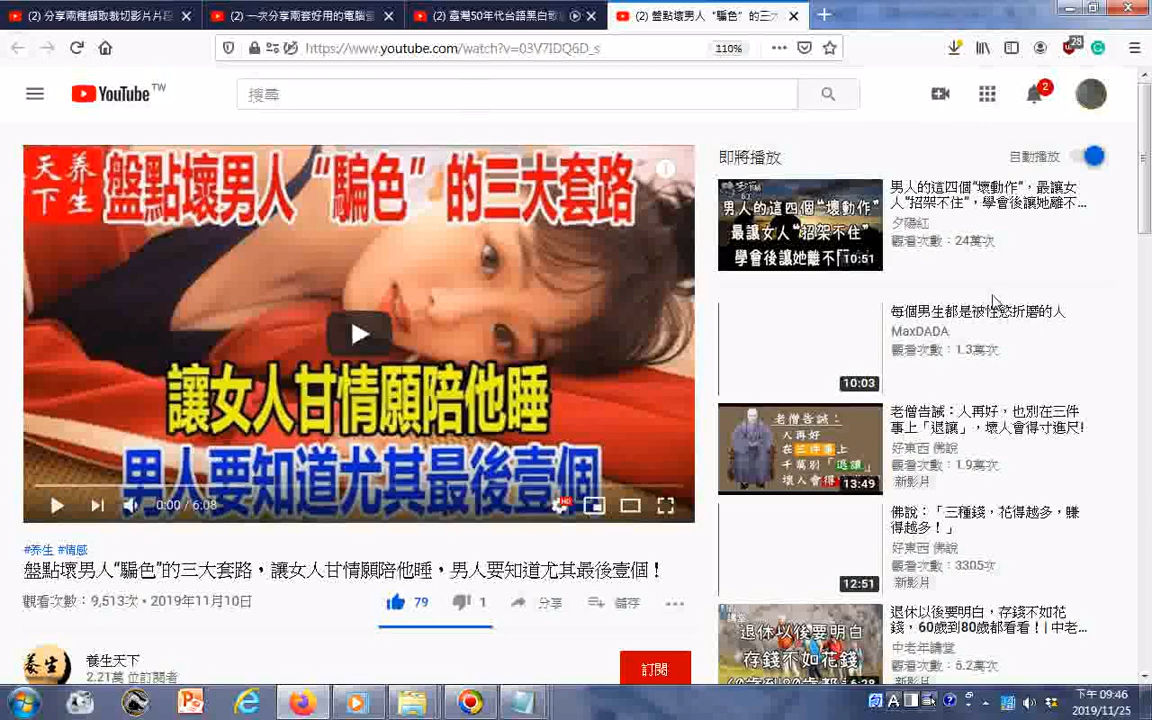 (2) 分享兩種擷取裁切影片片段
(2) 一次分享兩套好用的電腦螢
(2) 臺灣50年代台語黑白歌
(2) 盤點壞男人“騙色”的三大
https://www.youtube.com/watch?v=03V7IDQ6D_s
110%
28
YouTube TW
搜尋
2
天下 养生
盤點壞男人“騙色”的三大套路
讓女人甘情願陪他睡
男人要知道尤其最後壹個
0:00 / 6:08
HD
#养生 #情感
盤點壞男人“騙色”的三大套路，讓女人甘情願陪他睡，男人要知道尤其最後壹個！
觀看次數：9,513次 • 2019年11月10日
79
1
分享
儲存
養生
養生天下
2.21萬 位訂閱者
訂閱
即將播放
自動播放
男人的這四個“壞動作”
最讓女人“招架不住”
學會後讓她離不
10:51
男人的這四個“壞動作”，最讓女
人“招架不住”，學會後讓她離不...
夕陽紅
觀看次數：24萬次
10:03
每個男生都是被性慾折磨的人
MaxDADA
觀看次數：1.3萬次
老僧告誡：
人再好
在三件事上
千萬別「退讓」
壞人會得
13:49
老僧告誡：人再好，也別在三件
事上「退讓」，壞人會得寸進尺!
好東西 佛說
觀看次數：1.9萬次
新影片
12:51
佛說：「三種錢，花得越多，賺
得越多！」
好東西 佛說
觀看次數：3305次
新影片
講堂
退休以後要明白
存錢不如花錢
60歲到80歲都
6:28
退休以後要明白，存錢不如花
錢，60歲到80歲都看看！| 中老...
中老年講堂
觀看次數：5.2萬次
新影片
A
下午 09:46
2019/11/25